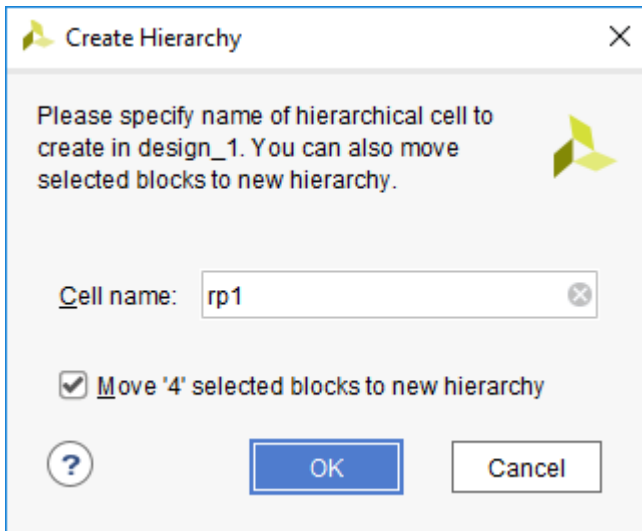 Create Hierarchy
Please specify name of hierarchical cell to
create in design_1. You can also move
selected blocks to new hierarchy.
Cell name: rp1
Move '4' selected blocks to new hierarchy
? OK Cancel